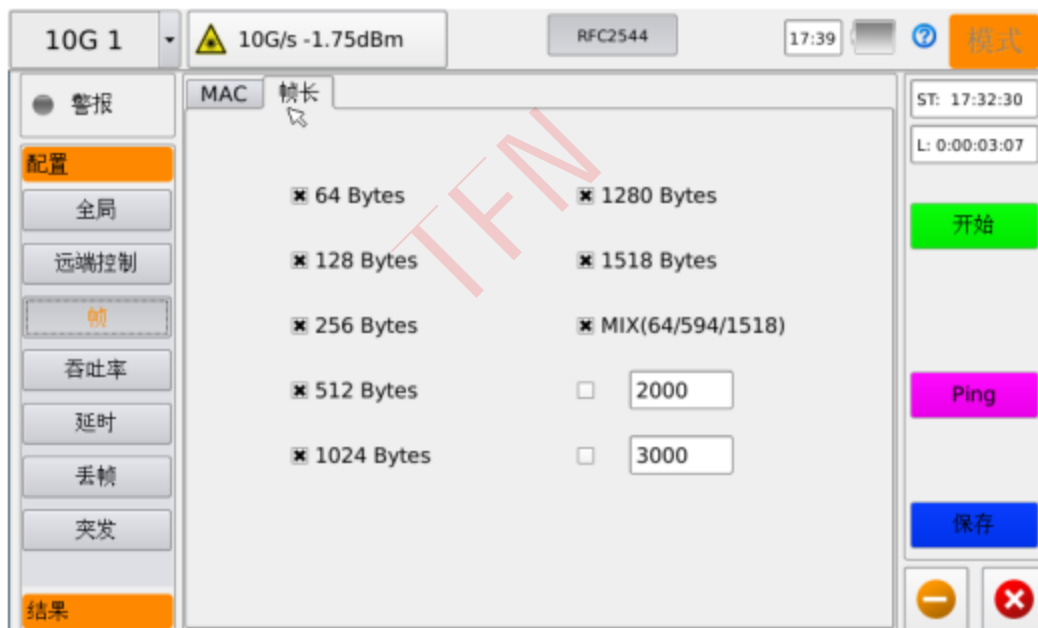 10G 1
10G/s -1.75dBm
RFC2544
17:39
模式
警报
MAC
帧长
ST: 17:32:30
L: 0:00:03:07
配置
全局
远端控制
帧
吞吐率
延时
丢帧
突发
结果
64 Bytes
1280 Bytes
128 Bytes
1518 Bytes
256 Bytes
MIX(64/594/1518)
512 Bytes
2000
1024 Bytes
3000
TFN
开始
Ping
保存